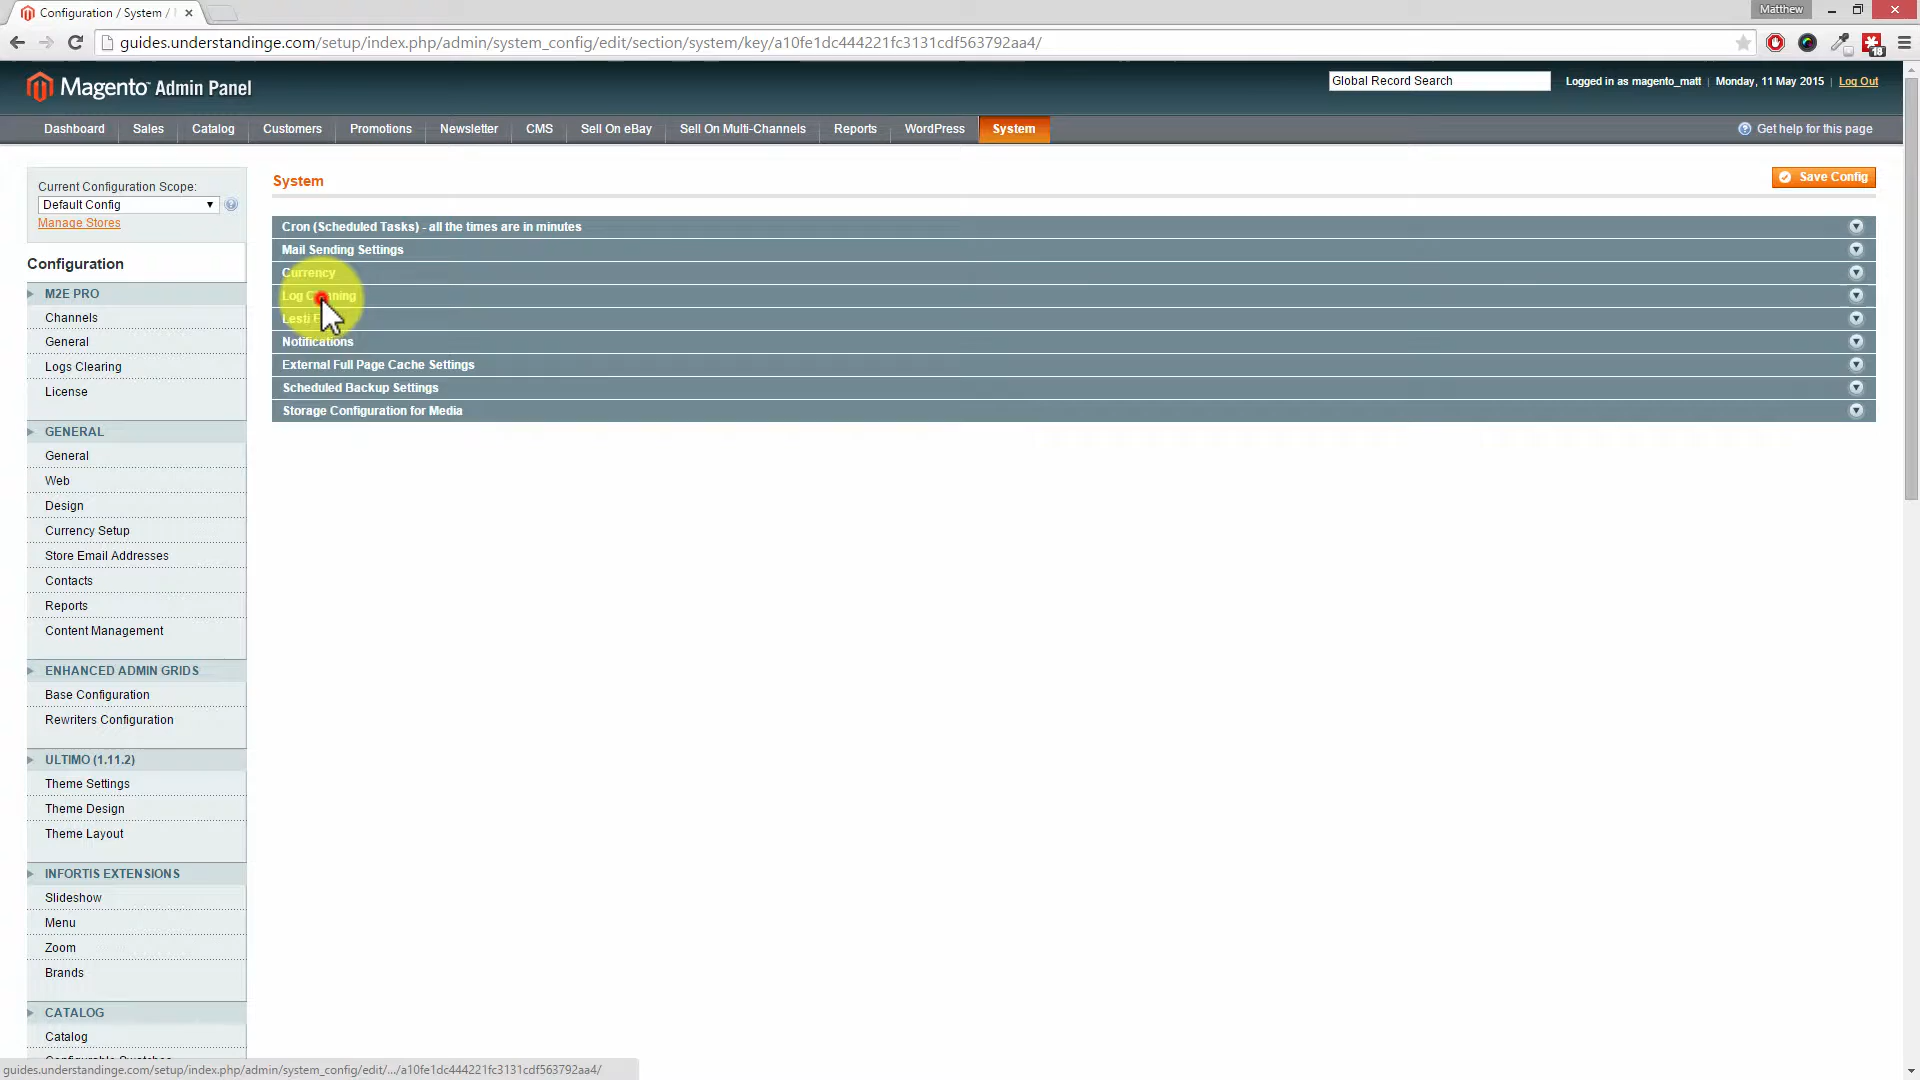 Configuration / System /
Matthew
guides.understandinge.com/setup/index.php/admin/system_config/edit/section/system/key/a10fe1dc444221fc3131cdf563792aa4/
18
Magento Admin Panel
Global Record Search
Logged in as magento_matt | Monday, 11 May 2015 | Log Out
Dashboard Sales Catalog Customers Promotions Newsletter CMS Sell On eBay Sell On Multi-Channels Reports WordPress System
Get help for this page
Current Configuration Scope:
Default Config
Manage Stores
Configuration
M2E PRO
Channels
General
Logs Clearing
License
GENERAL
General
Web
Design
Currency Setup
Store Email Addresses
Contacts
Reports
Content Management
ENHANCED ADMIN GRIDS
Base Configuration
Rewriters Configuration
ULTIMO (1.11.2)
Theme Settings
Theme Design
Theme Layout
INFORTIS EXTENSIONS
Slideshow
Menu
Zoom
Brands
CATALOG
Catalog
System
Save Config
Cron (Scheduled Tasks) - all the times are in minutes
Mail Sending Settings
Currency
Log Cleaning
Lesti
Notifications
External Full Page Cache Settings
Scheduled Backup Settings
Storage Configuration for Media
guides.understandinge.com/setup/index.php/admin/system_config/edit/.../a10fe1dc444221fc3131cdf563792aa4/